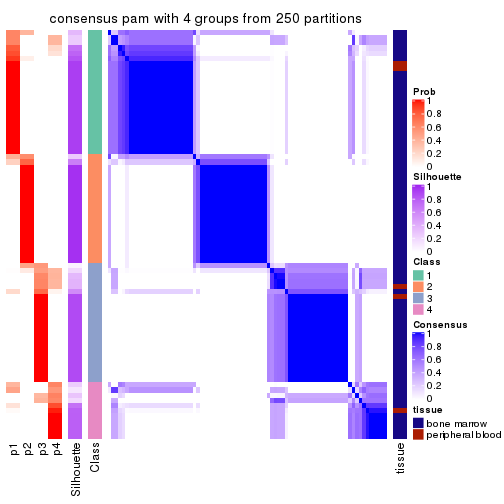 consensus pam with 4 groups from 250 partitions
Prob
1
0.8
0.6
0.4
0.2
0
Silhouette
1
0.8
0.6
0.4
0.2
0
Class
1
2
3
4
Consensus
1
0.8
0.6
0.4
0.2
0
tissue
bone marrow
peripheral blood
p1
p2
p3
p4
Silhouette
Class
tissue